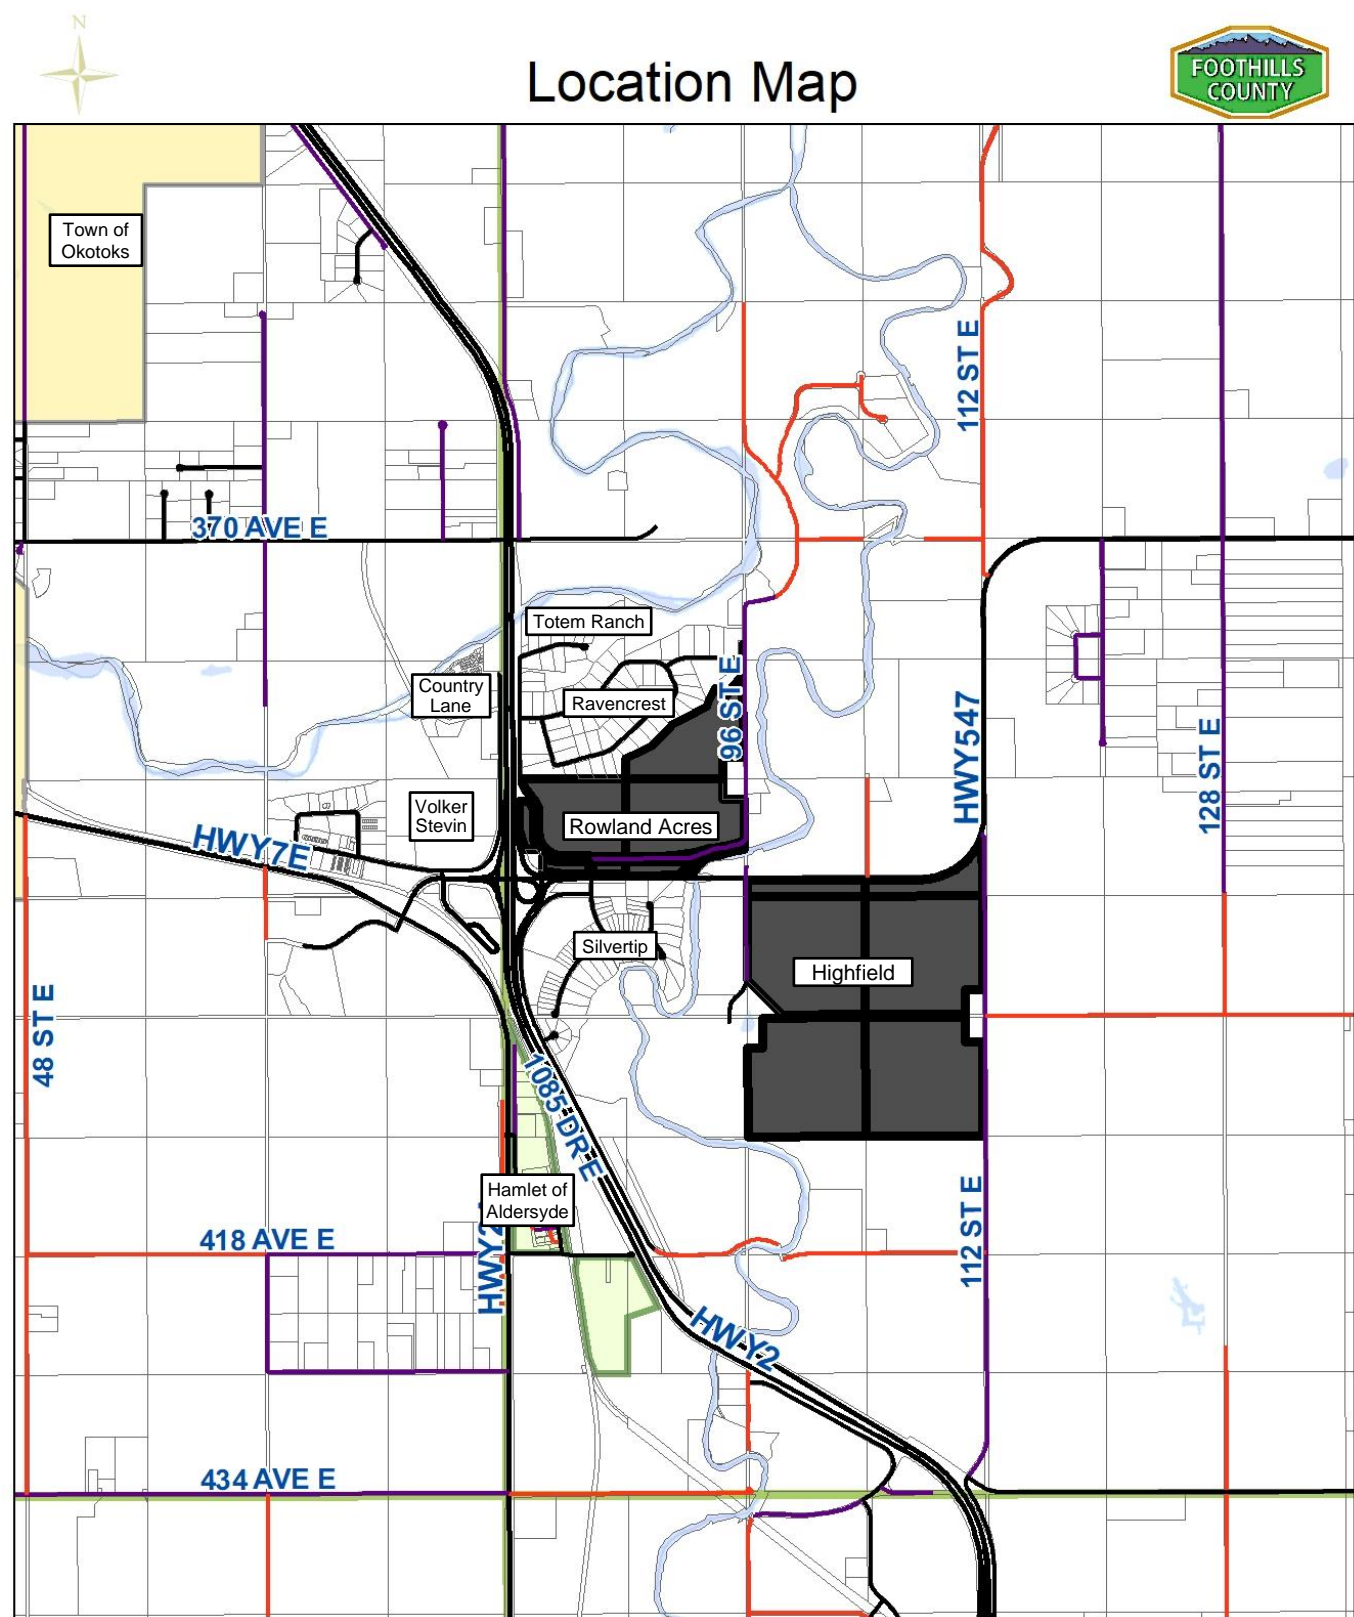 N
Location Map
FOOTHILLS
COUNTY
Town of
Okotoks
112 ST E
370 AVE E
Totem Ranch
Country
Lane
Ravencrest
96 ST E
HWY547
128 ST E
Volker
Stevin
HWY7E
Rowland Acres
Silvertip
Highfield
48 ST E
1085 DR E
Hamlet of
Aldersyde
418 AVE E
HWY2
112 ST E
HWY2
434 AVE E